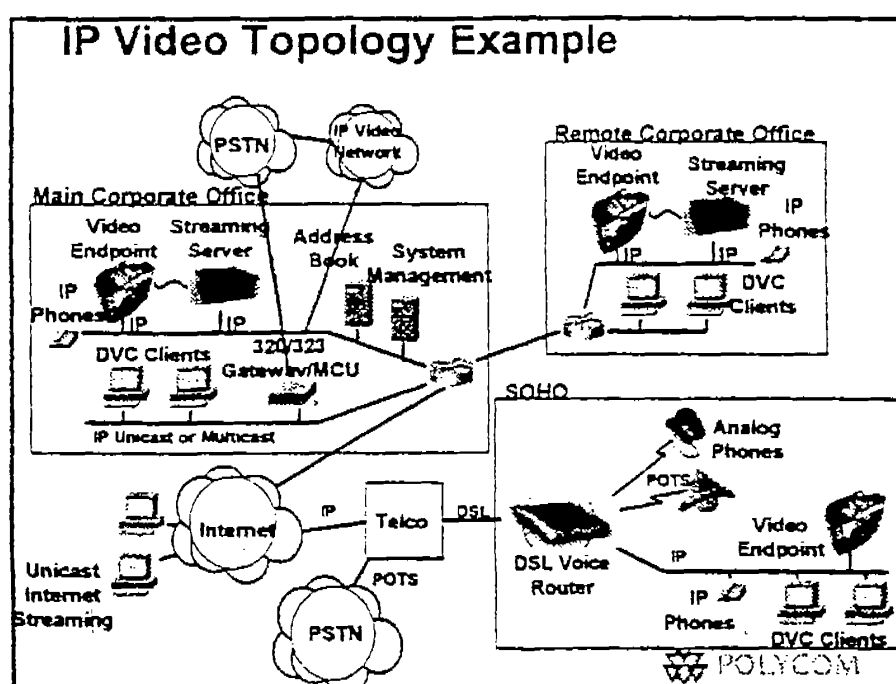 IP Video Topology Example
PSTN
IP Video
Network
Remote Corporate Office
Video
Endpoint
Streaming
Server
IP
Phones
IP
IP
DVC
Clients
Main Corporate Office
Video
Endpoint
Streaming
Server
Address
Book
System
Management
IP
Phones
IP
IP
320/323
Gateway/MCU
DVC Clients
IP Unicast or Multicast
SOHO
Analog
Phones
POTS
Internet
IP
Telco
DSL
DSL Voice
Router
Video
Endpoint
IP
Unicast
Internet
Streaming
POTS
PSTN
IP
Phones
DVC Clients
POLYCOM